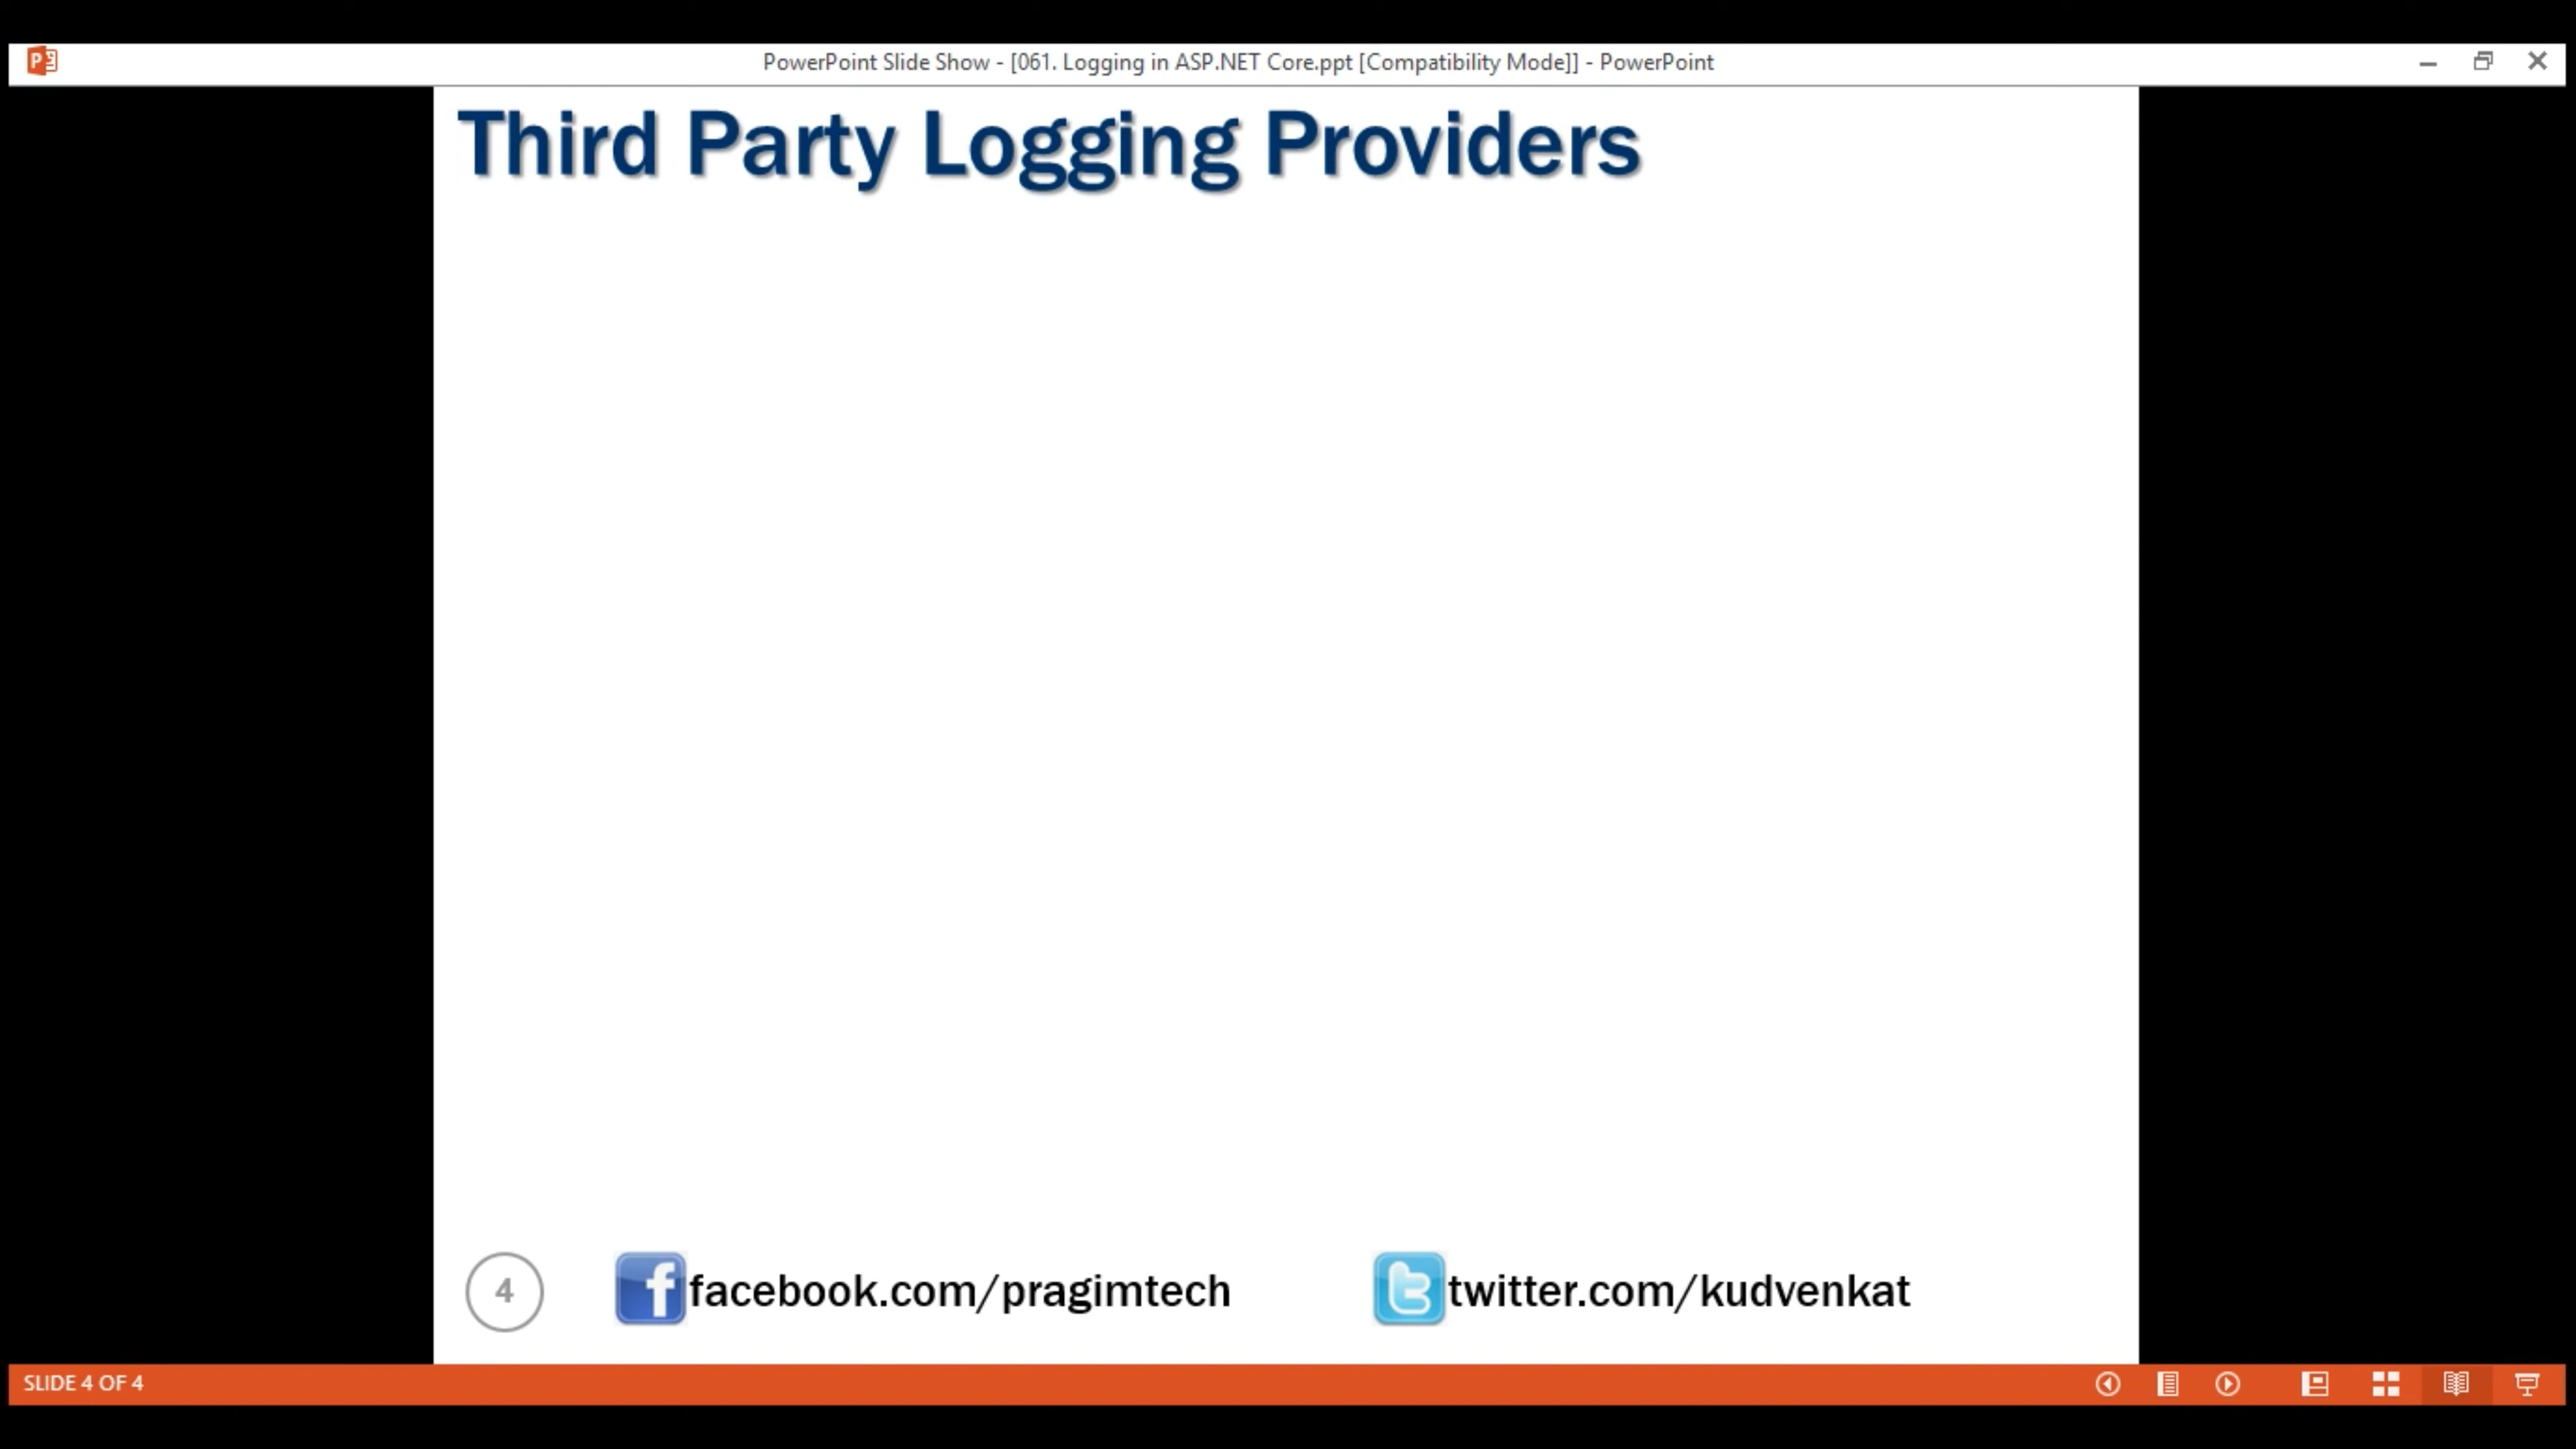 PowerPoint Slide Show - [061. Logging in ASP.NET Core.ppt [Compatibility Mode]] - PowerPoint
Third Party Logging Providers
4
facebook.com/pragimtech
twitter.com/kudvenkat
SLIDE 4 OF 4